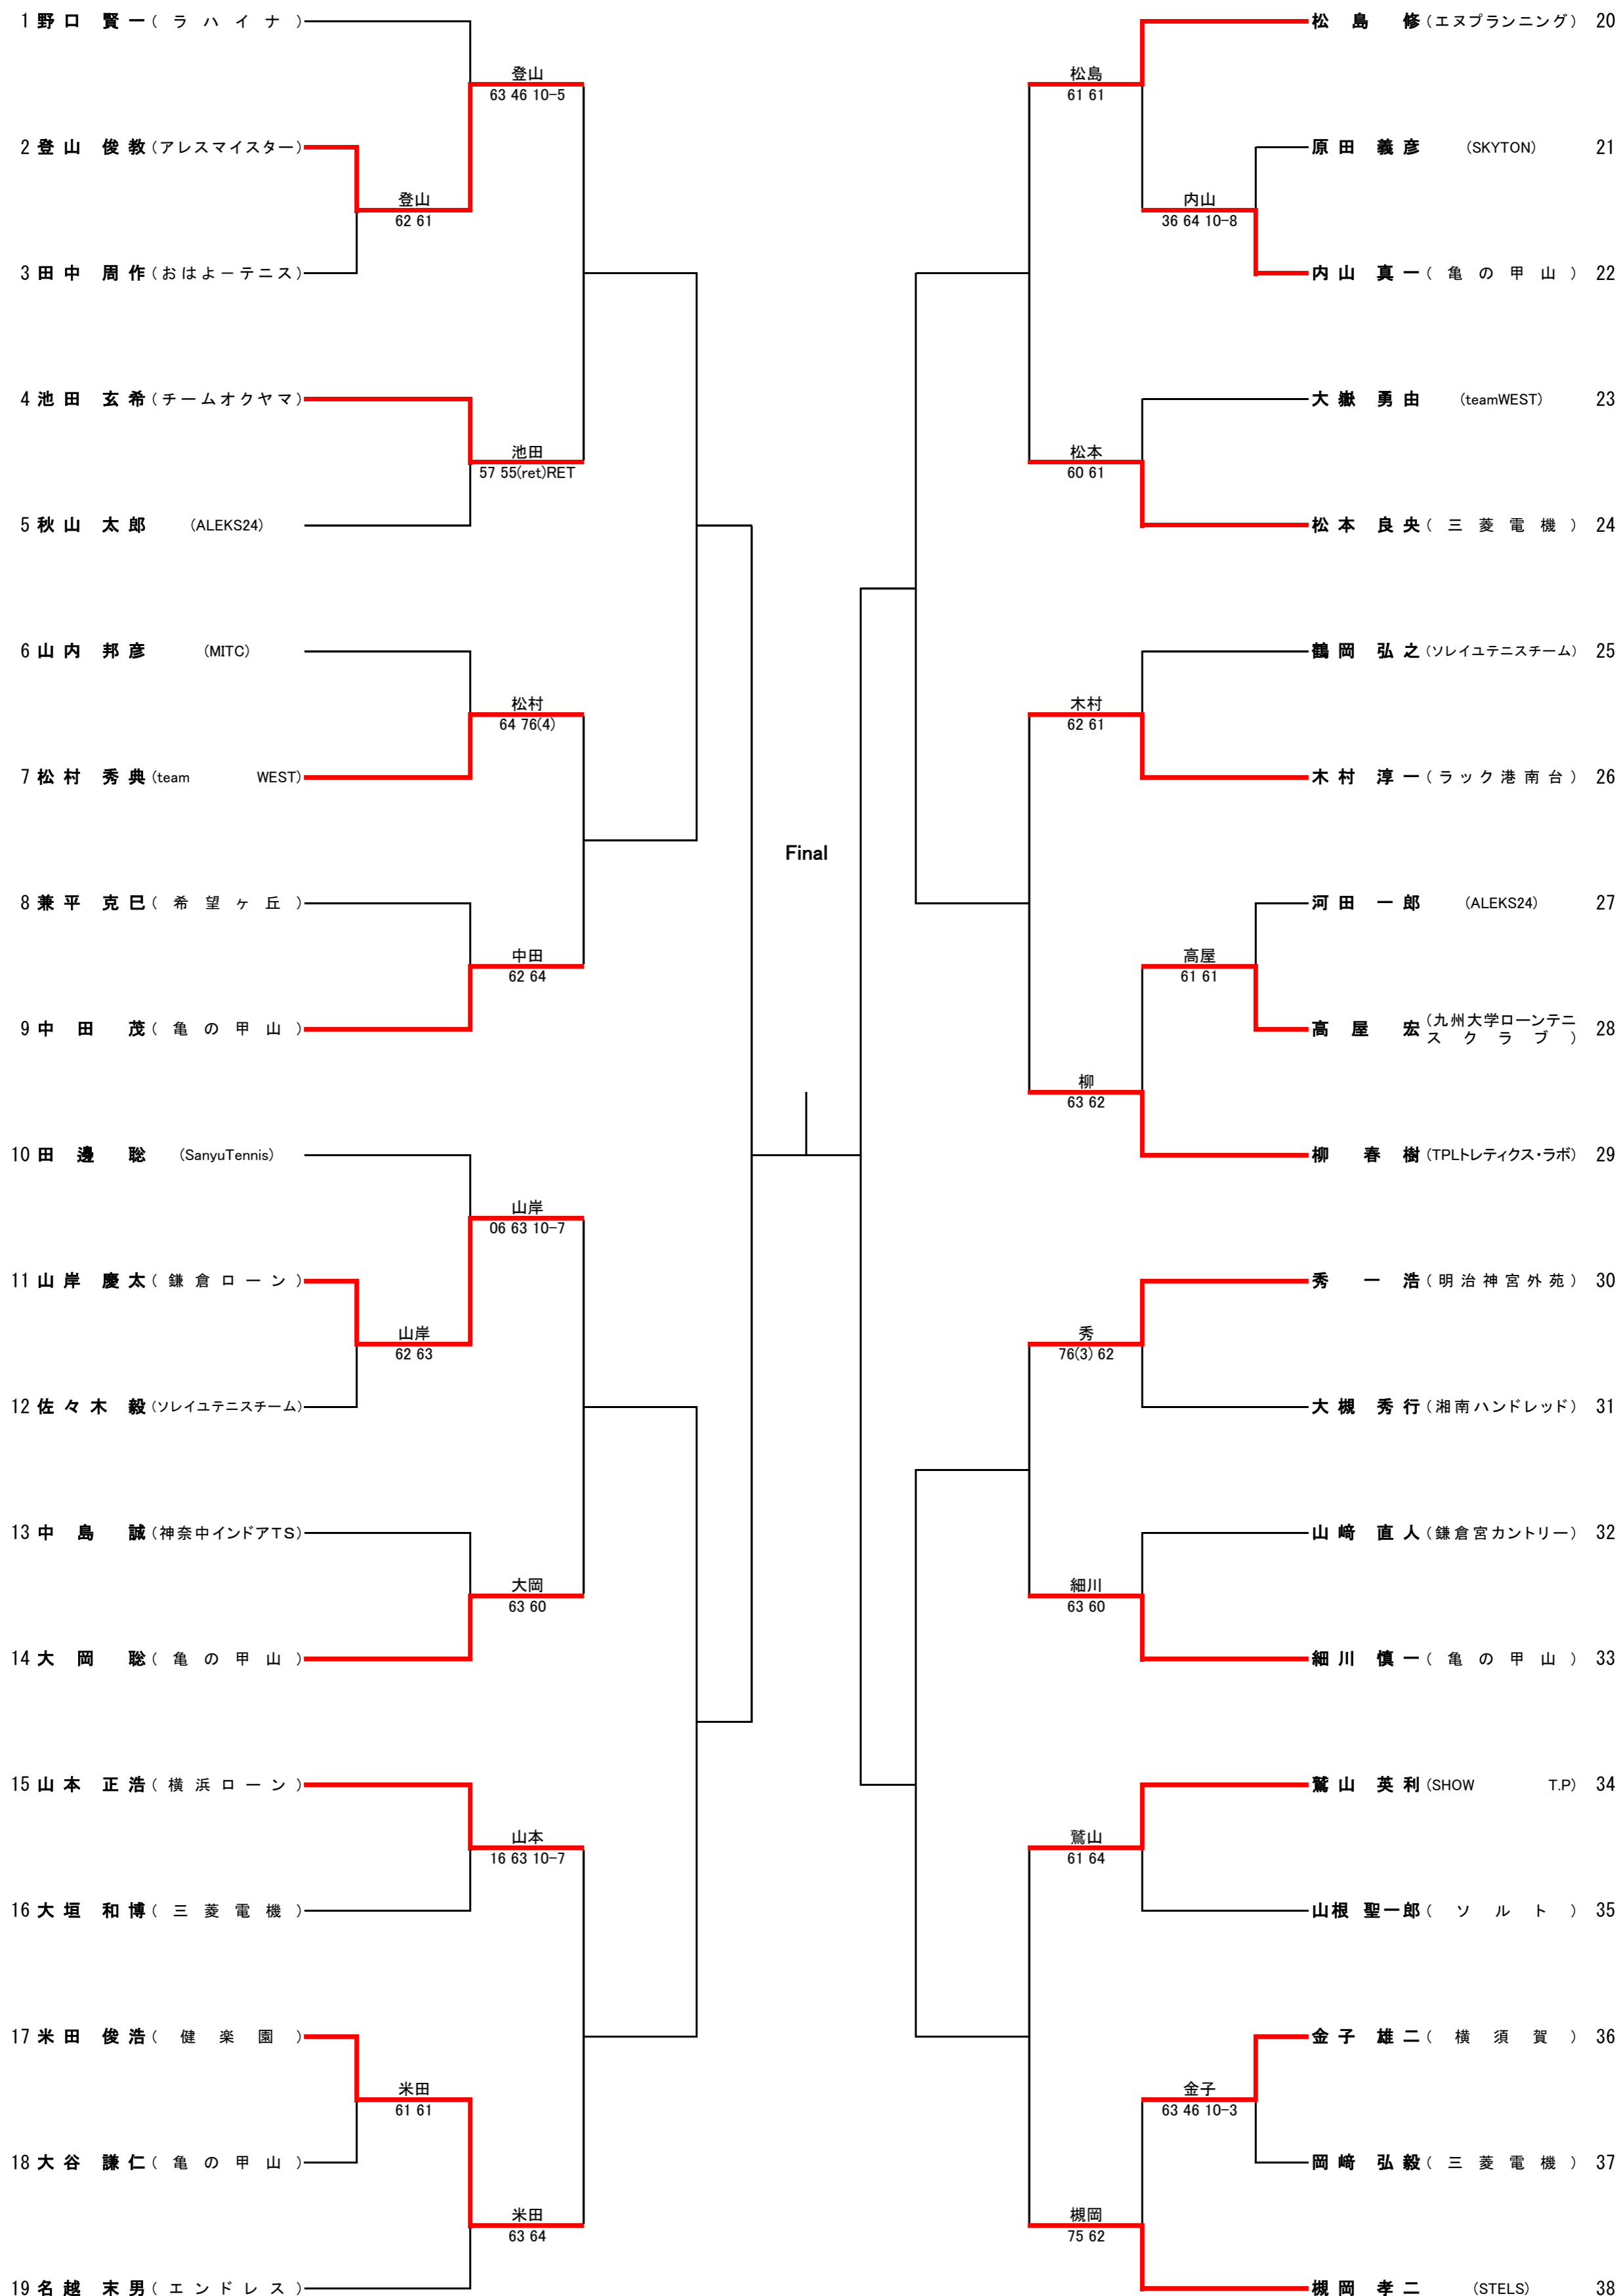 1 野口 賢一 (ラハイナ)
登山
63 46 10-5
2 登山 俊教 (アレスマイスター)
登山
62 61
3 田中 周作 (おはよーテニス)
4 池田 玄希 (チームオクヤマ)
池田
57 55(ret)RET
5 秋山 太郎 (ALEKS24)
6 山内 邦彦 (MITC)
松村
64 76(4)
7 松村 秀典 (team WEST)
8 兼平 克巳 (希望ヶ丘)
中田
62 64
9 中田 茂 (亀の甲山)
10 田邊 聡 (SanyuTennis)
山岸
06 63 10-7
11 山岸 慶太 (鎌倉ローン)
山岸
62 63
12 佐々木 毅 (ソレイユテニスチーム)
13 中島 誠 (神奈中インドアTS)
大岡
63 60
14 大岡 聡 (亀の甲山)
15 山本 正浩 (横浜ローン)
山本
16 63 10-7
16 大垣 和博 (三菱電機)
17 米田 俊浩 (健楽園)
米田
61 61
18 大谷 謙仁 (亀の甲山)
米田
63 64
19 名越 末男 (エンドレス)
Final
松島 修 (エヌプランニング) 20
松島
61 61
原田 義彦 (SKYTON) 21
内山
36 64 10-8
内山 真一 (亀の甲山) 22
大嶽 勇由 (teamWEST) 23
松本
60 61
松本 良央 (三菱電機) 24
鶴岡 弘之 (ソレイユテニスチーム) 25
木村
62 61
木村 淳一 (ラック港南台) 26
河田 一郎 (ALEKS24) 27
高屋
61 61
高屋 宏 (九州大学ローンテニ
スクラブ) 28
柳
63 62
柳 春樹 (TPLトレティクス・ラボ) 29
秀 一浩 (明治神宮外苑) 30
秀
76(3) 62
大槻 秀行 (湘南ハンドレッド) 31
山﨑 直人 (鎌倉宮カントリー) 32
細川
63 60
細川 慎一 (亀の甲山) 33
鷲山 英利 (SHOW T.P) 34
鷲山
61 64
山根 聖一郎 (ソルト) 35
金子 雄二 (横須賀) 36
金子
63 46 10-3
岡﨑 弘毅 (三菱電機) 37
槻岡
75 62
槻岡 孝二 (STELS) 38